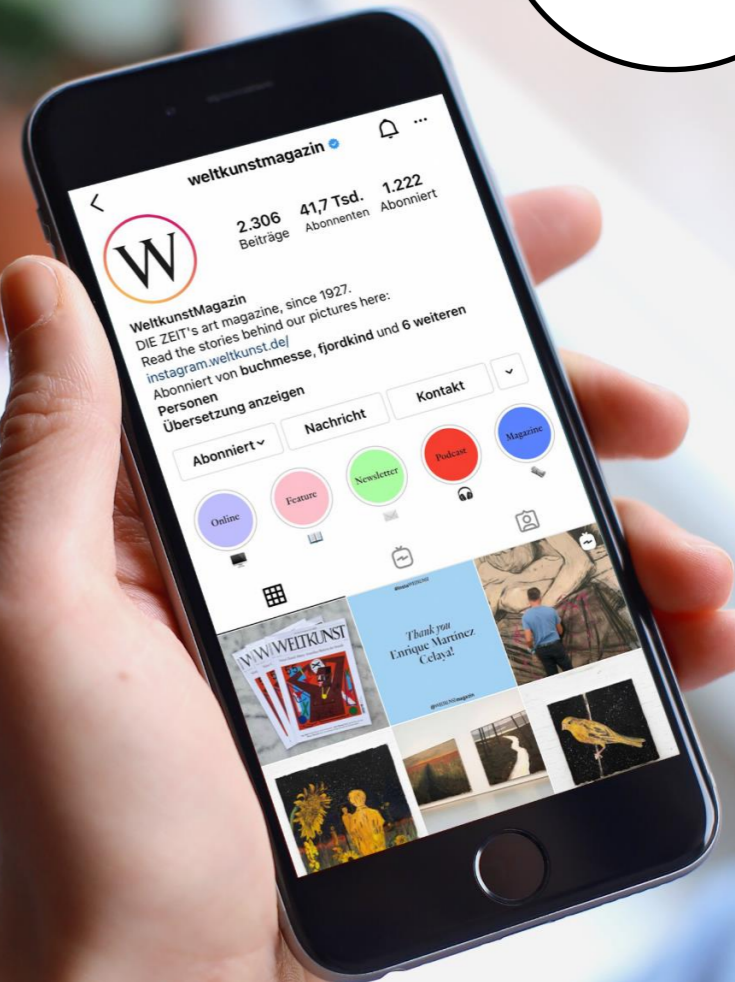 weltkunstmagazin
W
2.306 41,7 Tsd. 1.222
Beiträge Abonnenten Abonniert
WeltkunstMagazin
DIE ZEIT's art magazine, since 1927.
Read the stories behind our pictures here:
instagram.weltkunst.de/
Abonniert von buchmesse, fjordkind und 6 weiteren
Personen
Übersetzung anzeigen
Abonniert Nachricht Kontakt
Online Feature Newsletter Podcast Magazine
W W WELTKUNST
Thank you
Enrique Martínez
Celaya!